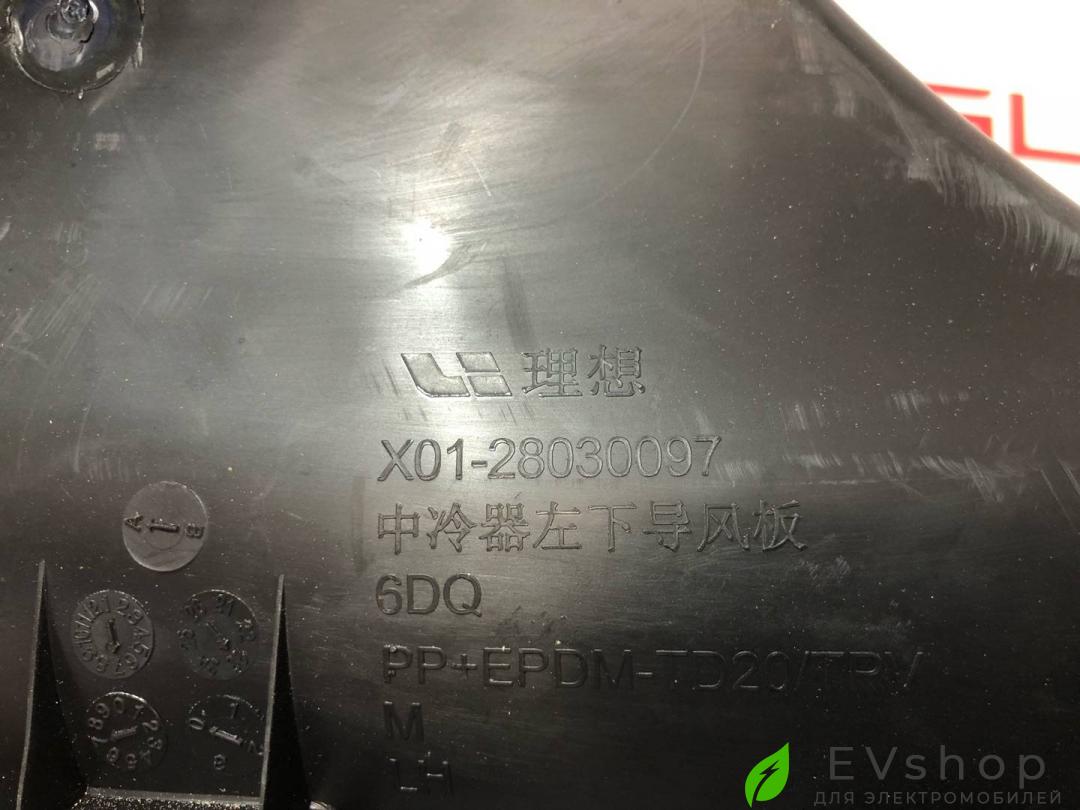 理想
X01-28030097
中冷器左下导风板
6DQ
PP+EPDM-TD20/TPV
M
LH
A B
EVshop
ДЛЯ ЭЛЕКТРОМОБИЛЕЙ